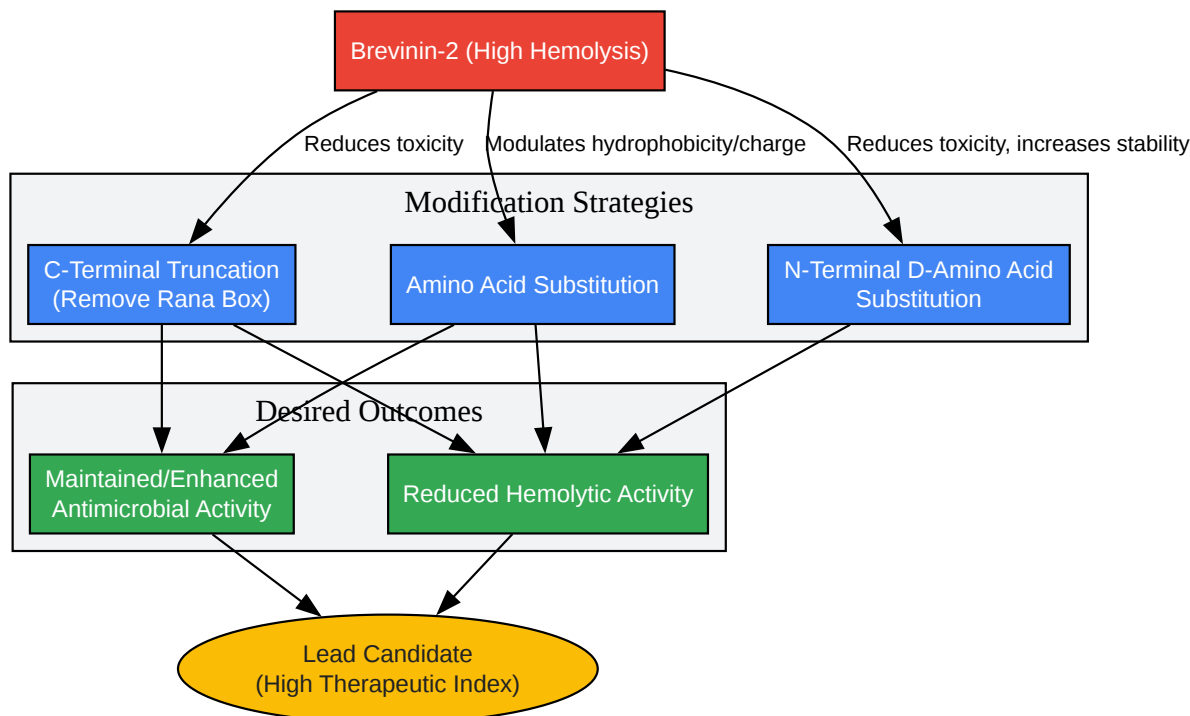 Brevinin-2 (High Hemolysis)
Reduces toxicity
Modulates hydrophobicity/charge
Reduces toxicity, increases stability
Modification Strategies
C-Terminal Truncation
(Remove Rana Box)
Amino Acid Substitution
N-Terminal D-Amino Acid
Substitution
Desired Outcomes
Maintained/Enhanced
Antimicrobial Activity
Reduced Hemolytic Activity
Lead Candidate
(High Therapeutic Index)